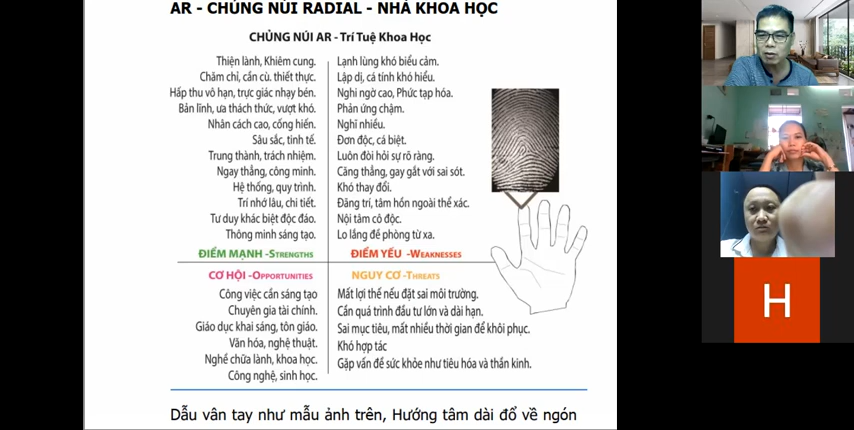 AR - CHỦNG NÚI RADIAL - NHÀ KHOA HỌC
CHỦNG NÚI AR - Trí Tuệ Khoa Học
Thiện lành, Khiêm cung.
Chăm chỉ, cần cù. thiết thực.
Hấp thu vô hạn, trực giác nhạy bén.
Bản lĩnh, ưa thách thức, vượt khó.
Nhân cách cao, cống hiến.
Sâu sắc, tinh tế.
Trung thành, trách nhiệm.
Ngay thẳng, công minh.
Hệ thống, quy trình.
Trí nhớ lâu, chi tiết.
Tư duy khác biệt độc đáo.
Thông minh sáng tạo.
ĐIỂM MẠNH -STRENGTHS
Lạnh lùng khó biểu cảm.
Lập dị, cá tính khó hiểu.
Nghi ngờ cao, Phức tạp hóa.
Phản ứng chậm.
Nghĩ nhiều.
Đơn độc, cá biệt.
Luôn đòi hỏi sự rõ ràng.
Căng thẳng, gay gắt với sai sót.
Khó thay đổi.
Đãng trí, tâm hồn ngoài thể xác.
Nội tâm cô độc.
Lo lắng đề phòng từ xa.
ĐIỂM YẾU -WEAKNESSES
CƠ HỘI -OPPORTUNITIES
Công việc cần sáng tạo
Chuyên gia tài chính.
Giáo dục khai sáng, tôn giáo.
Văn hóa, nghệ thuật.
Nghề chữa lành, khoa học.
Công nghệ, sinh học.
NGUY CƠ -THREATS
Mất lợi thế nếu đặt sai môi trường.
Cần quá trình đầu tư lớn và dài hạn.
Sai mục tiêu, mất nhiều thời gian để khôi phục.
Khó hợp tác
Gặp vấn đề sức khỏe như tiêu hóa và thần kinh.
Dẫu vân tay như mẫu ảnh trên, Hướng tâm dài đổ về ngón
H